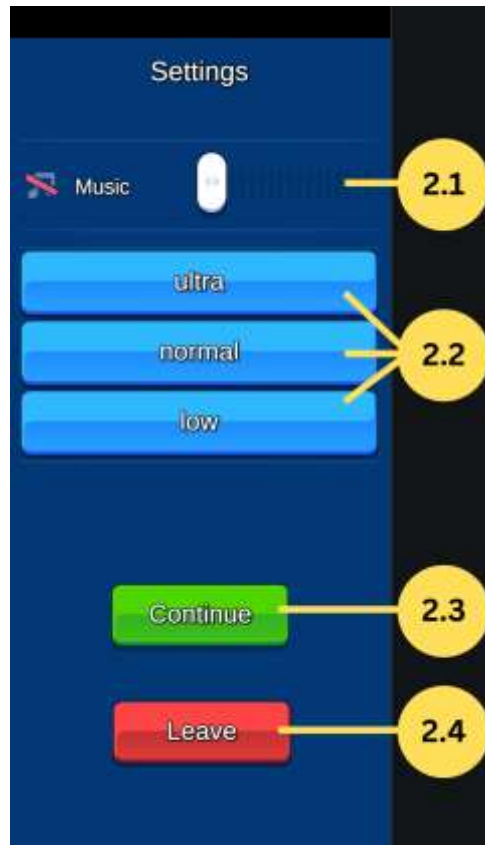 Settings
Music 2.1
ultra
normal 2.2
low
Continue 2.3
Leave 2.4